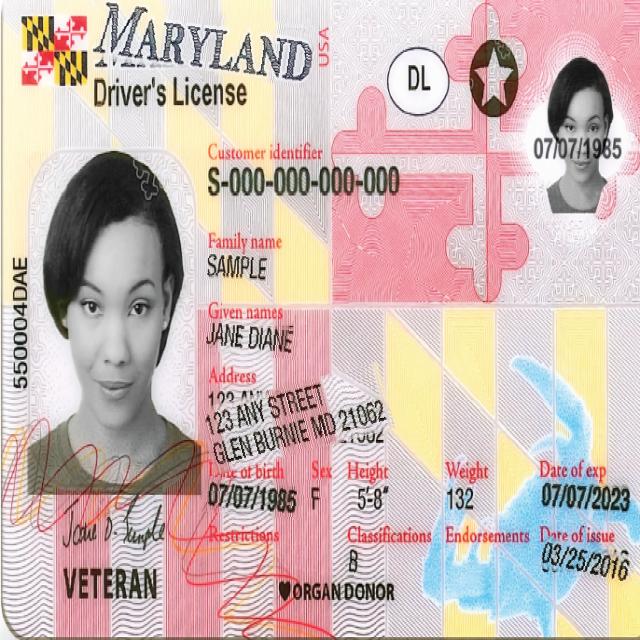 MARYLAND
USA
Driver's License
DL
07/07/1985
Customer identifier
S-000-000-000-000
Family name
SAMPLE
Given names
JANE DIANE
Address
123 ANY STREET
GLEN BURNIE MD 21062
550004DAE
Date of birth Sex Height Weight Date of exp
07/07/1985 F 5'-8" 132 07/07/2023
Restrictions Classifications Endorsements Date of issue
B 03/25/2016
Jane D. Sample
VETERAN
ORGAN DONOR